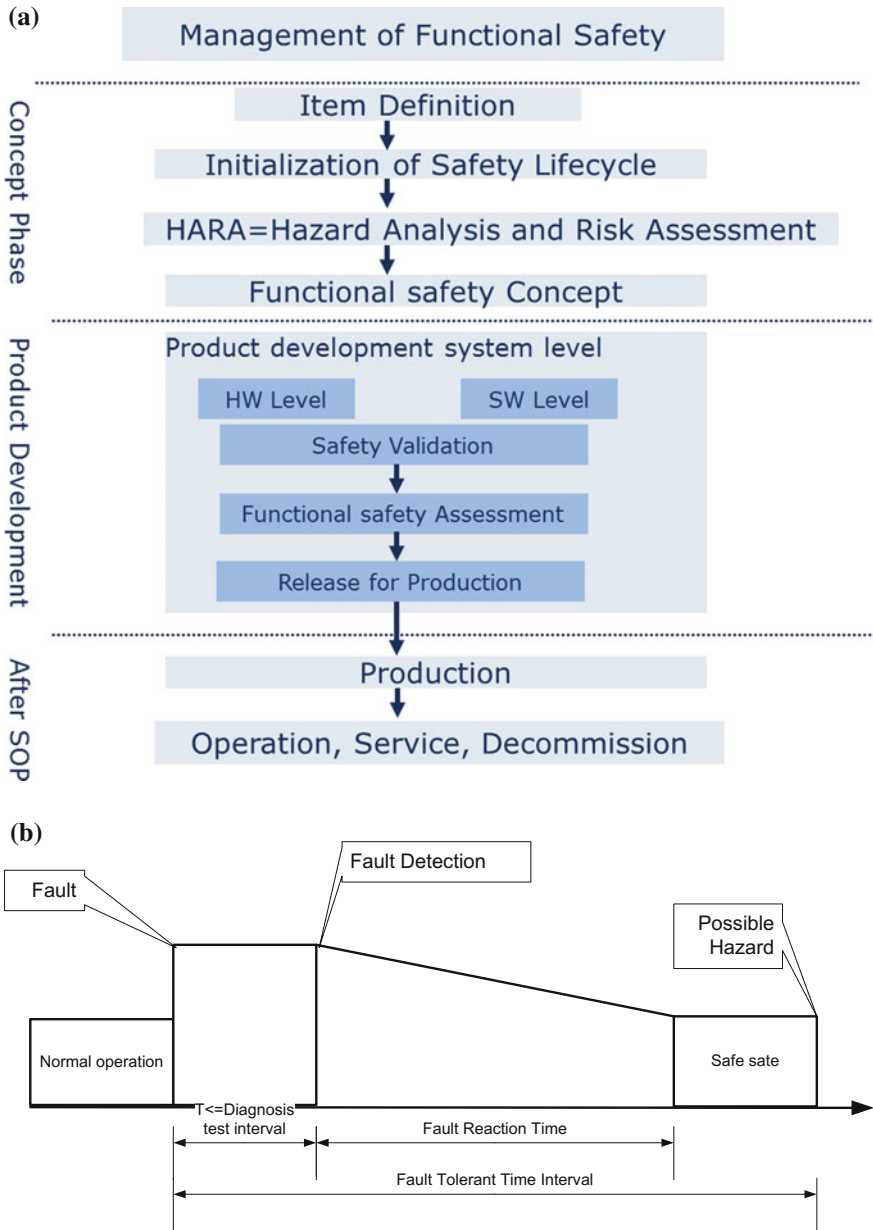 (a)
Management of Functional Safety
Concept Phase
Item Definition
Initialization of Safety Lifecycle
HARA=Hazard Analysis and Risk Assessment
Functional safety Concept
Product Development
Product development system level
HW Level
SW Level
Safety Validation
Functional safety Assessment
Release for Production
After SOP
Production
Operation, Service, Decommission
(b)
Fault
Fault Detection
Possible
Hazard
Normal operation
Safe sate
T<=Diagnosis
test interval
Fault Reaction Time
Fault Tolerant Time Interval